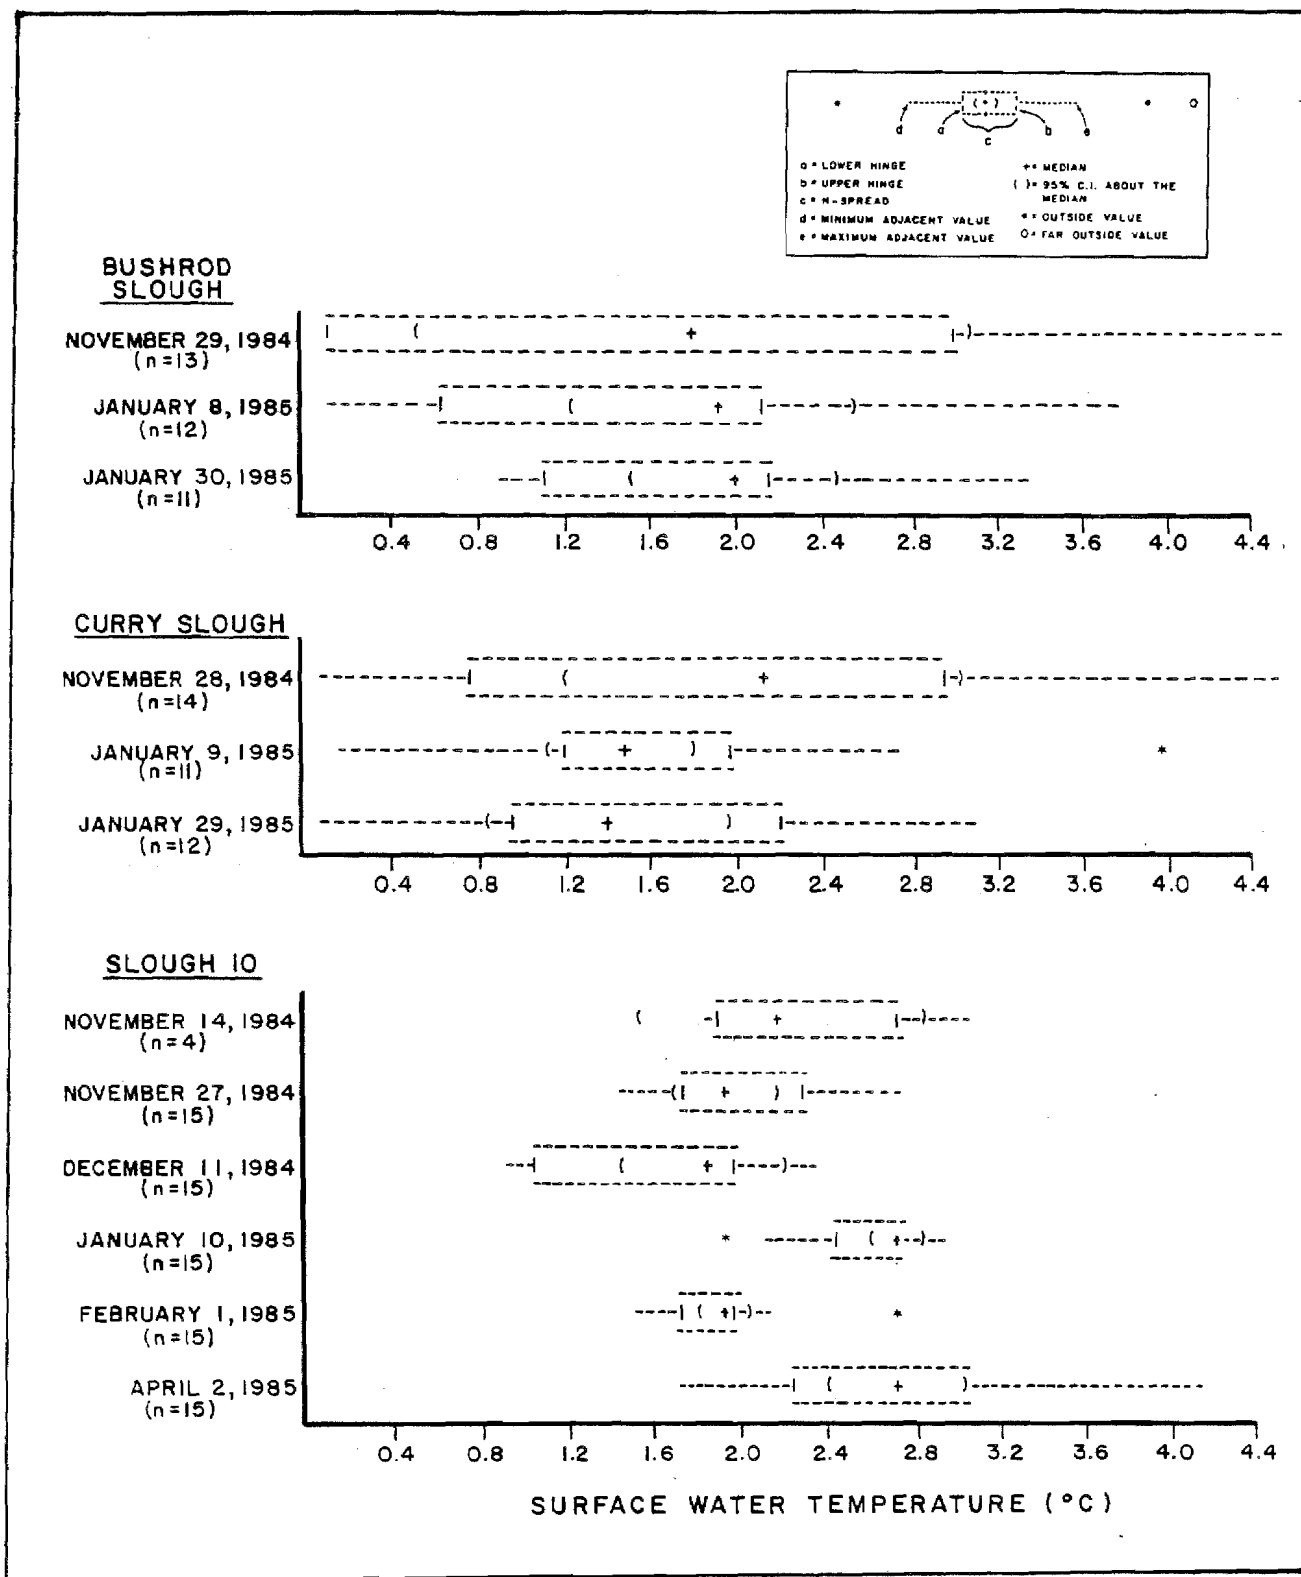 a = LOWER HINGE
b = UPPER HINGE
c = H-SPREAD
d = MINIMUM ADJACENT VALUE
e = MAXIMUM ADJACENT VALUE
+ = MEDIAN
( ) = 95% C.I. ABOUT THE
MEDIAN
* = OUTSIDE VALUE
O = FAR OUTSIDE VALUE
d a c b e
BUSHROD
SLOUGH
NOVEMBER 29, 1984
(n=13)
JANUARY 8, 1985
(n=12)
JANUARY 30, 1985
(n=11)
0.4 0.8 1.2 1.6 2.0 2.4 2.8 3.2 3.6 4.0 4.4
CURRY SLOUGH
NOVEMBER 28, 1984
(n=14)
JANUARY 9, 1985
(n=11)
JANUARY 29, 1985
(n=12)
0.4 0.8 1.2 1.6 2.0 2.4 2.8 3.2 3.6 4.0 4.4
SLOUGH 10
NOVEMBER 14, 1984
(n=4)
NOVEMBER 27, 1984
(n=15)
DECEMBER 11, 1984
(n=15)
JANUARY 10, 1985
(n=15)
FEBRUARY 1, 1985
(n=15)
APRIL 2, 1985
(n=15)
0.4 0.8 1.2 1.6 2.0 2.4 2.8 3.2 3.6 4.0 4.4
SURFACE WATER TEMPERATURE (°C)